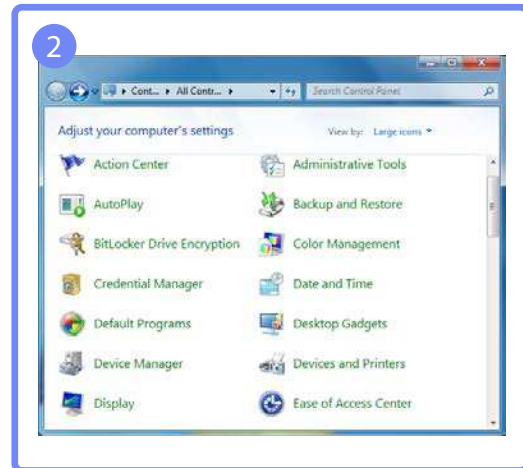 2
Cont... All Contr...
Search Control Panel
Adjust your computer's settings
View by: Large icons
Action Center
Administrative Tools
AutoPlay
Backup and Restore
BitLocker Drive Encryption
Color Management
Credential Manager
Date and Time
Default Programs
Desktop Gadgets
Device Manager
Devices and Printers
Display
Ease of Access Center